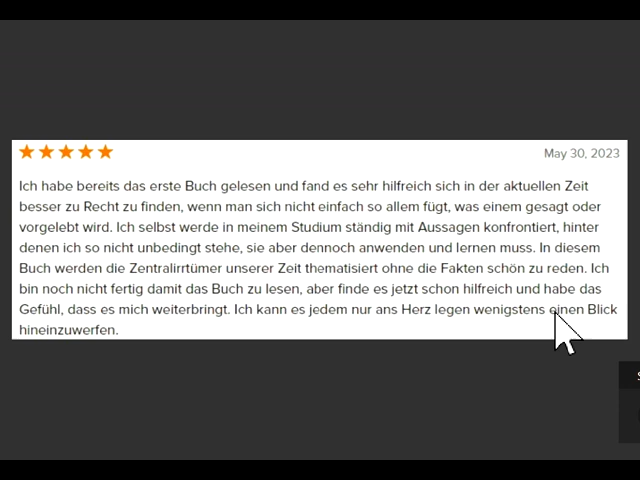 May 30, 2023
Ich habe bereits das erste Buch gelesen und fand es sehr hilfreich sich in der aktuellen Zeit
besser zu Recht zu finden, wenn man sich nicht einfach so allem fügt, was einem gesagt oder
vorgelebt wird. Ich selbst werde in meinem Studium ständig mit Aussagen konfrontiert, hinter
denen ich so nicht unbedingt stehe, sie aber dennoch anwenden und lernen muss. In diesem
Buch werden die Zentralirrtümer unserer Zeit thematisiert ohne die Fakten schön zu reden. Ich
bin noch nicht fertig damit das Buch zu lesen, aber finde es jetzt schon hilfreich und habe das
Gefühl, dass es mich weiterbringt. Ich kann es jedem nur ans Herz legen wenigstens einen Blick
hineinzuwerfen.